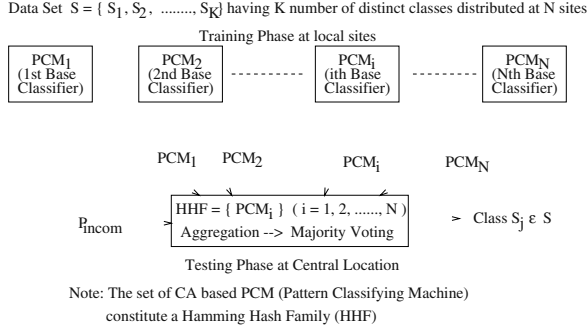 Data Set S = { S1, S2, ........, SK} having K number of distinct classes distributed at N sites
Training Phase at local sites
PCM1 PCM2 PCMi PCMN
(1st Base (2nd Base (ith Base (Nth Base
Classifier) Classifier) Classifier) Classifier)
PCM1 PCM2 PCMi PCMN
HHF = { PCMi } ( i = 1, 2, ......, N )
Pincom Class Sj ε S
Aggregation --> Majority Voting
Testing Phase at Central Location
Note: The set of CA based PCM (Pattern Classifying Machine)
constitute a Hamming Hash Family (HHF)